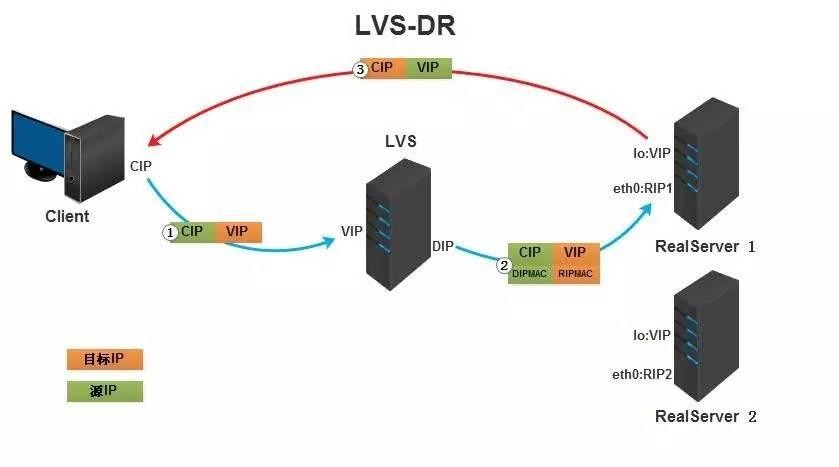 LVS-DR
3 CIP VIP
LVS
lo:VIP
CIP
eth0:RIP1
Client
1 CIP VIP
VIP
DIP
RealServer 1
2 CIP VIP
DIPMAC RIPMAC
lo:VIP
目标IP
eth0:RIP2
源IP
RealServer 2